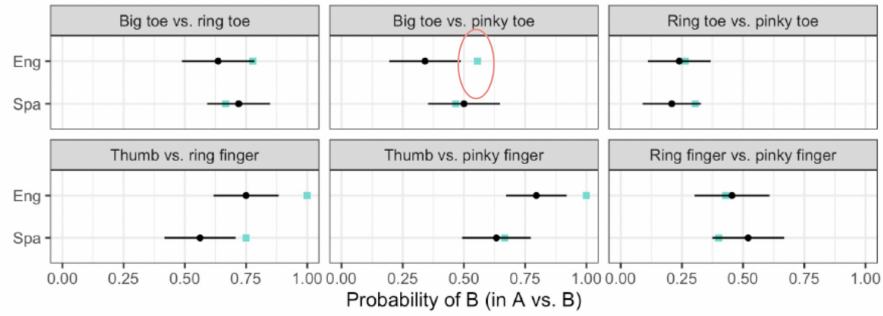 Big toe vs. ring toe
Big toe vs. pinky toe
Ring toe vs. pinky toe
Eng
Spa
Thumb vs. ring finger
Thumb vs. pinky finger
Ring finger vs. pinky finger
Eng
Spa
0.00 0.25 0.50 0.75 1.00 0.00 0.25 0.50 0.75 1.00 0.00 0.25 0.50 0.75 1.00
Probability of B (in A vs. B)